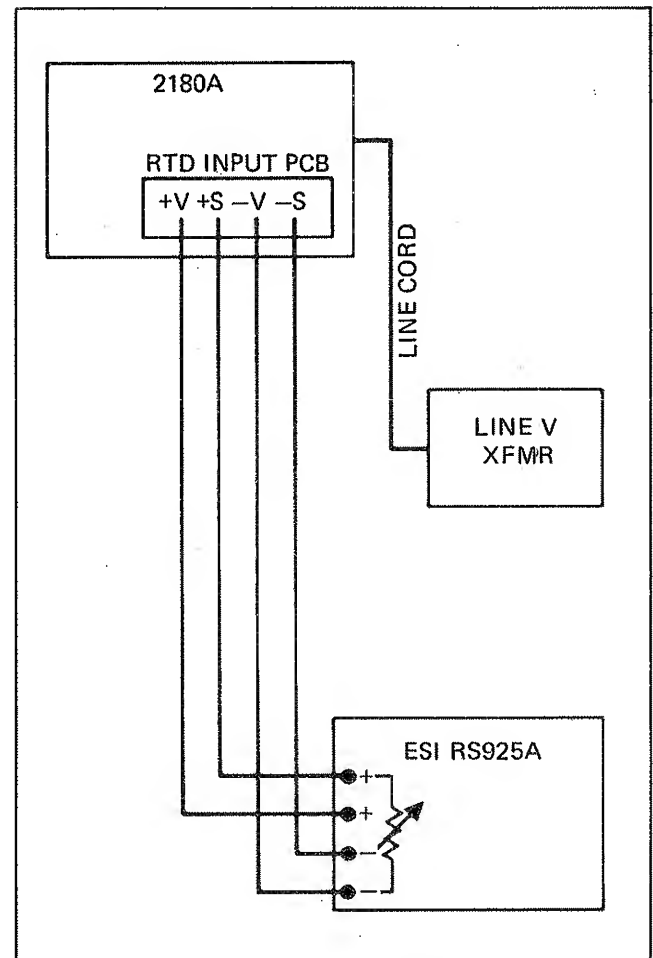 2180A
RTD INPUT PCB
+V +S –V –S
LINE CORD
LINE V
XFMR
ESI RS925A
+
+
–
–